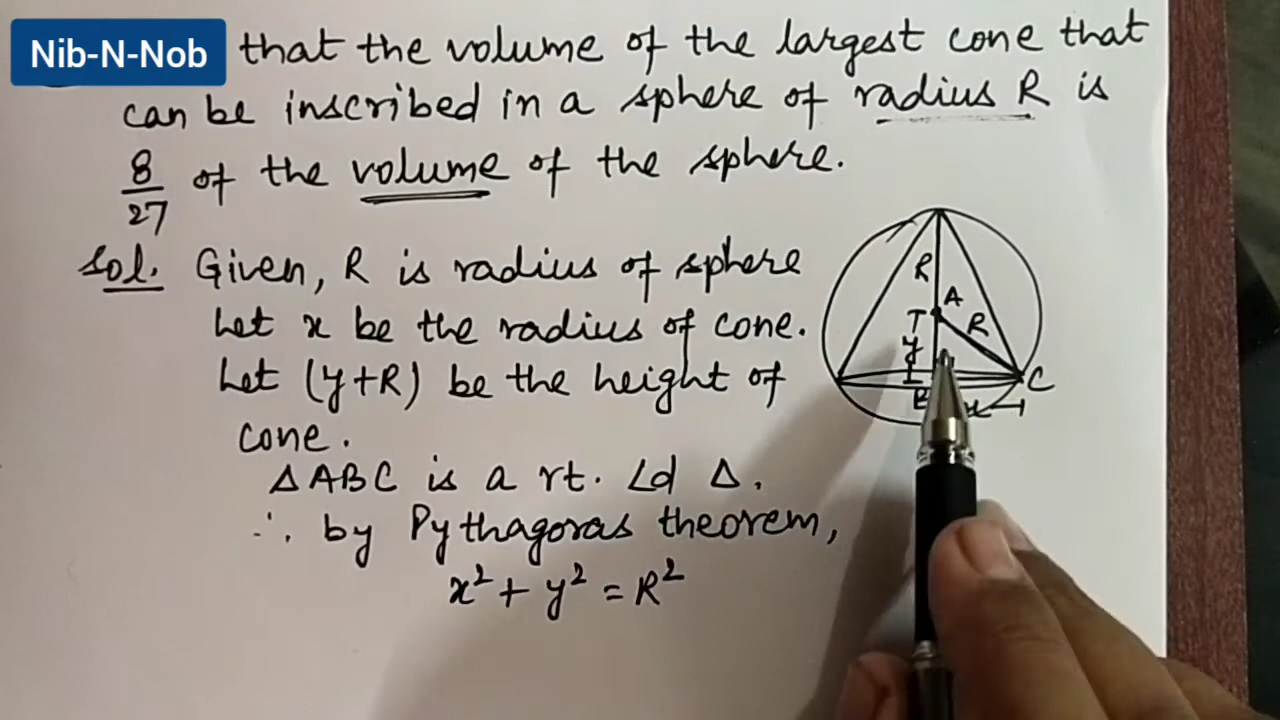 Nib-N-Nob that the volume of the largest cone that
can be inscribed in a sphere of radius R is
8/27 of the volume of the sphere.
Sol. Given, R is radius of sphere
Let x be the radius of cone.
Let (y+R) be the height of
cone.
△ABC is a rt. ∠d △.
∴ by Pythagoras theorem,
x² + y² = R²
R
A
R
y
C
B
x